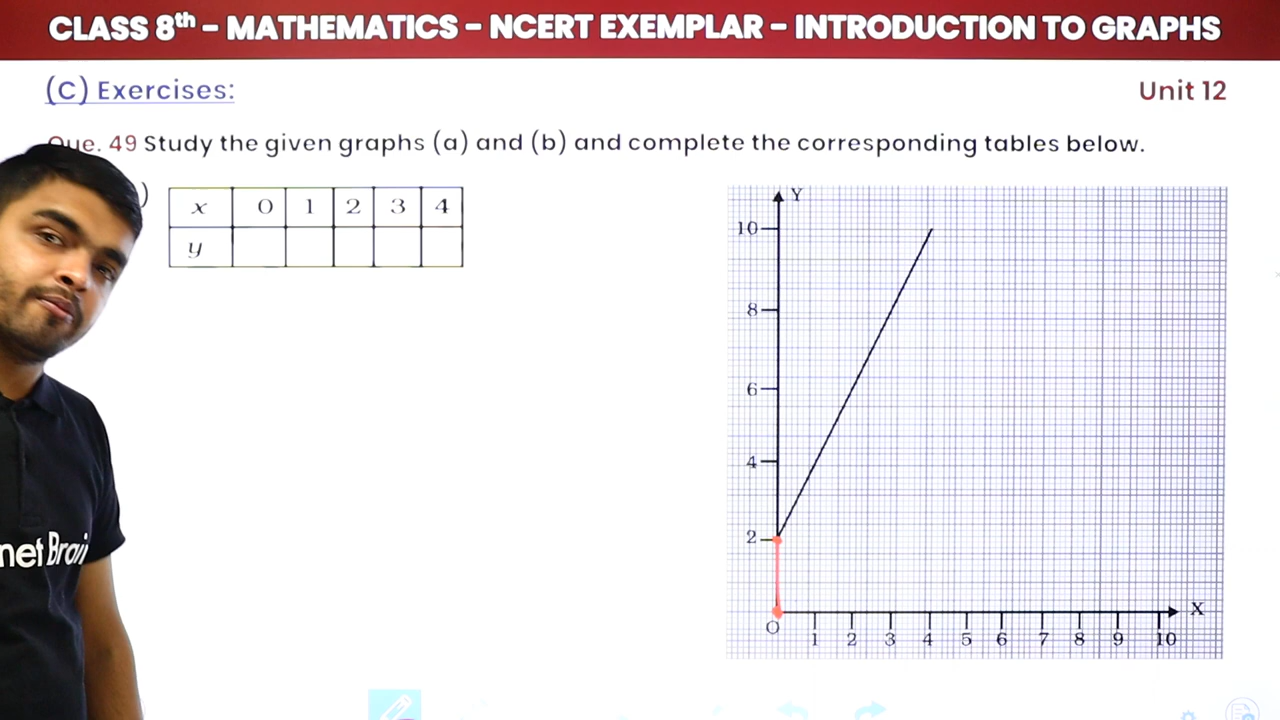 CLASS 8th - MATHEMATICS - NCERT EXEMPLAR - INTRODUCTION TO GRAPHS
(C) Exercises:
Unit 12
Que. 49 Study the given graphs (a) and (b) and complete the corresponding tables below.
)
x 0 1 2 3 4
y
Y
10
8
6
4
2
O
1 2 3 4 5 6 7 8 9 10
X
net Brai